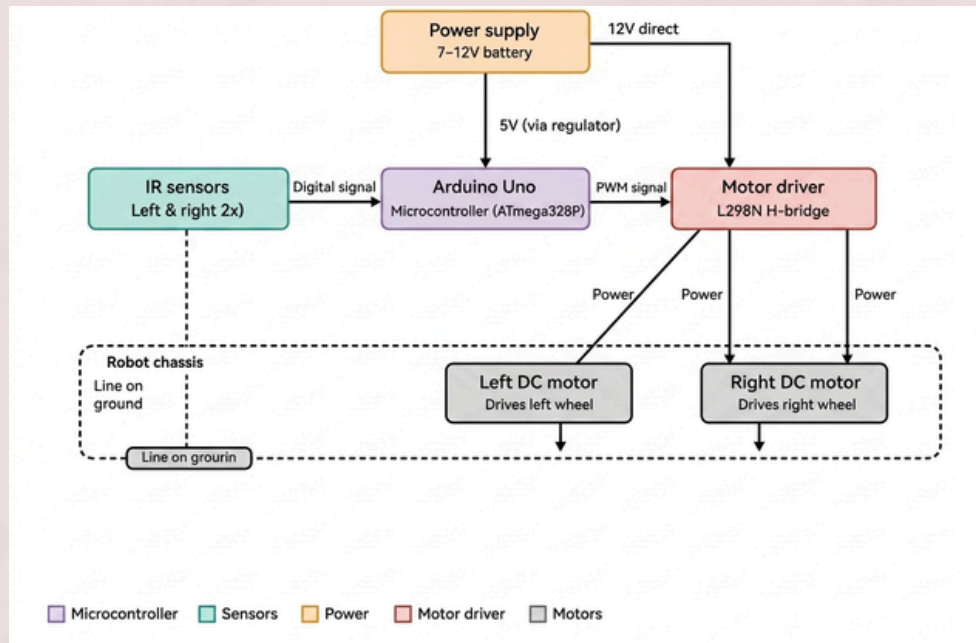 Power supply
7–12V battery
12V direct
5V (via regulator)
IR sensors
Left & right 2x)
Digital signal
Arduino Uno
Microcontroller (ATmega328P)
PWM signal
Motor driver
L298N H-bridge
Power
Power
Power
Robot chassis
Line on
ground
Left DC motor
Drives left wheel
Right DC motor
Drives right wheel
Line on grourin
Microcontroller
Sensors
Power
Motor driver
Motors